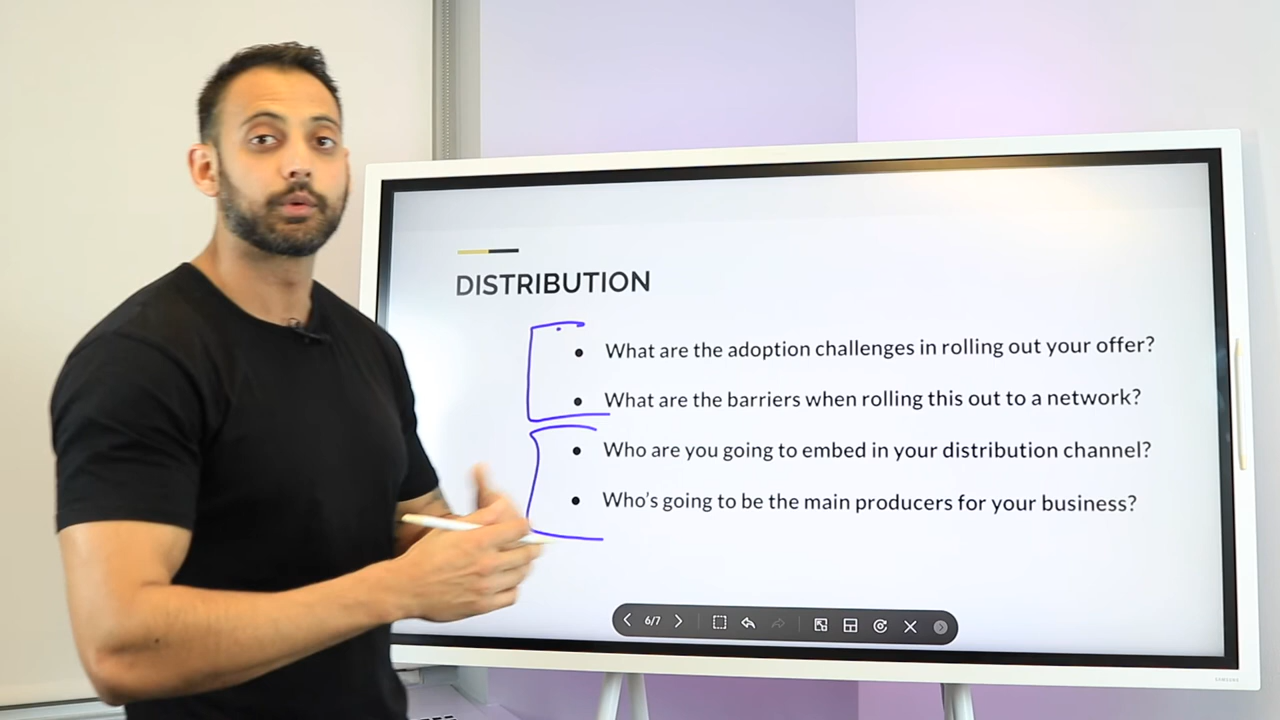 DISTRIBUTION
What are the adoption challenges in rolling out your offer?
What are the barriers when rolling this out to a network?
Who are you going to embed in your distribution channel?
Who's going to be the main producers for your business?
6/7
SAMSUNG